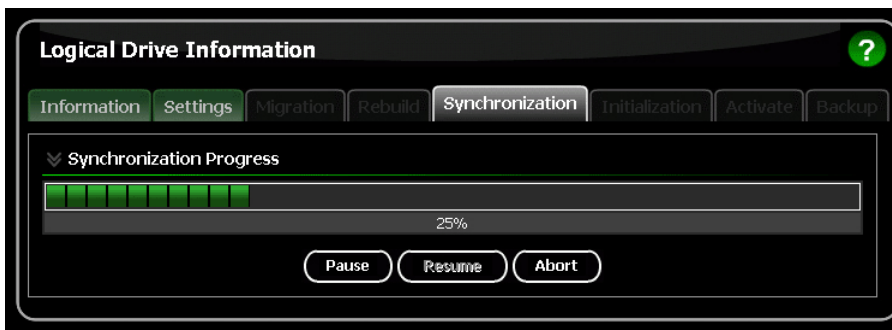 Logical Drive Information
?
Information Settings Migration Rebuild Synchronization Initialization Activate Backup
Synchronization Progress
25%
Pause Resume Abort